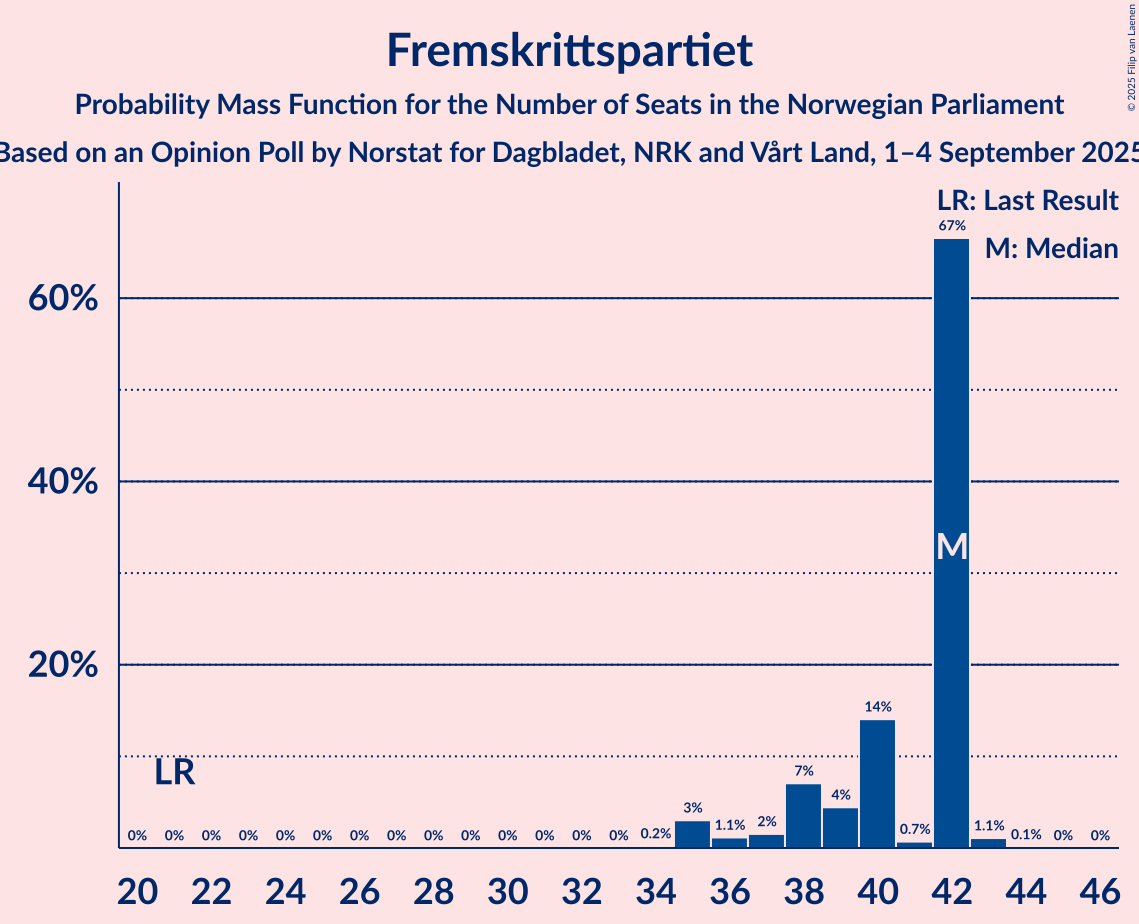 Fremskrittspartiet
Probability Mass Function for the Number of Seats in the Norwegian Parliament
Based on an Opinion Poll by Norstat for Dagbladet, NRK and Vårt Land, 1–4 September 2025
© 2025 Filip van Laenen
LR: Last Result
M: Median
60%
40%
20%
LR
M
0% 0% 0% 0% 0% 0% 0% 0% 0% 0% 0% 0% 0% 0% 0.2% 3% 1.1% 2% 7% 4% 14% 0.7% 67% 1.1% 0.1% 0% 0%
20 22 24 26 28 30 32 34 36 38 40 42 44 46